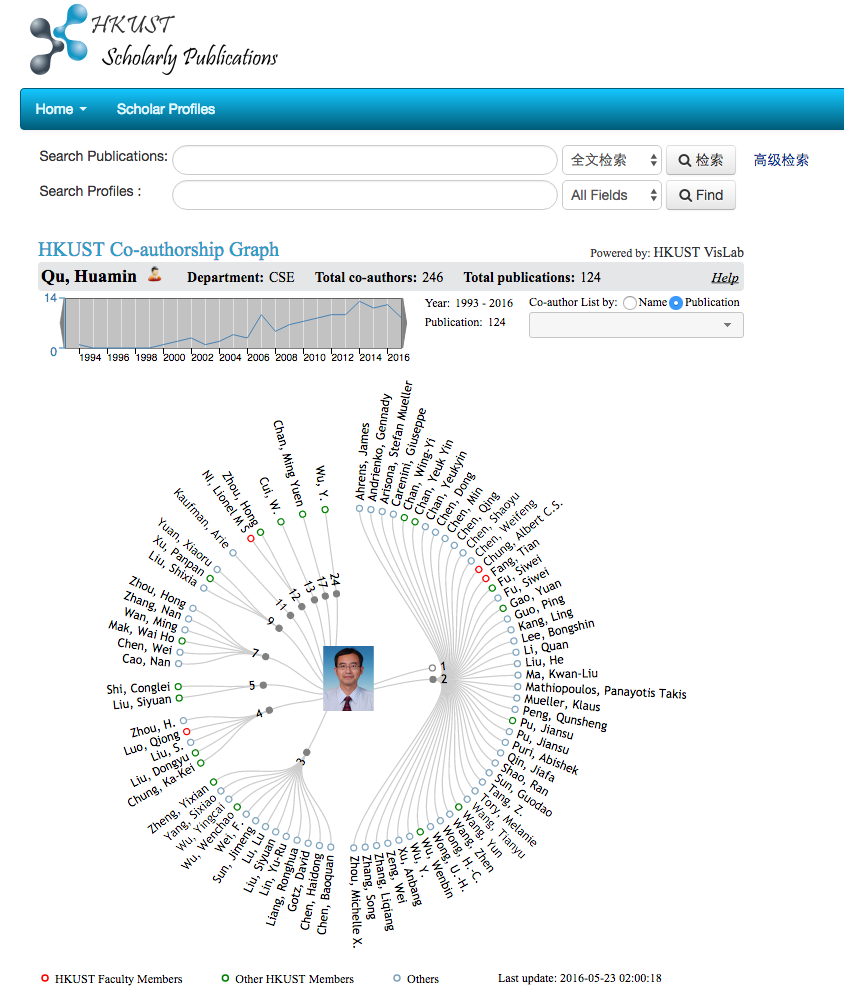 HKUST
Scholarly Publications
Home
Scholar Profiles
Search Publications:
全文检索
检索
高级检索
Search Profiles :
All Fields
Find
HKUST Co-authorship Graph
Powered by: HKUST VisLab
Qu, Huamin
Department: CSE
Total co-authors: 246
Total publications: 124
Help
14
0
1994 1996 1998 2000 2002 2004 2006 2008 2010 2012 2014 2016
Year: 1993 - 2016
Publication: 124
Co-author List by: Name Publication
Ahrens, James
Andrienko, Gennady
Arisona, Stefan Mueller
Carenini, Giuseppe
Chan, Wing-Yi
Chan, Yeuk Yin
Chan, Yeukyin
Chen, Dong
Chen, Min
Chen, Qing
Chen, Shaoyu
Chen, Weifeng
Chung, Albert C.S.
Fang, Tian
Fu, Siwei
Fu, Siwei
Gao, Yuan
Guo, Ping
Kang, Ling
Lee, Bongshin
Li, Quan
Liu, He
Ma, Kwan-Liu
Mathiopoulos, Panayotis Takis
Mueller, Klaus
Peng, Qunsheng
Pu, Jiansu
Pu, Jiansu
Puri, Abishek
Qin, Jiafa
Shao, Ran
Sun, Guodao
Tang, Z.
Tory, Melanie
Wang, Tianyu
Wang, Yun
Wang, Zhen
Wong, H.-C.
Wong, U.-H.
Wu, Wenbin
Wu, Y.
Xu, Anbang
Zeng, Wei
Zhang, Liqiang
Zhang, Song
Zhou, Michelle X.
1
2
3
Chen, Baoquan
Chen, Haidong
Gotz, David
Liang, Ronghua
Lin, Yu-Ru
Liu, Siyuan
Lu, Lu
Sun, Jimeng
Wei, F.
Wu, Wenchao
Wu, Yingcai
Yang, Sixiao
Zheng, Yixian
4
Chung, Ka-Kei
Liu, Dongyu
Liu, S.
Luo, Qiong
Zhou, H.
5
Liu, Siyuan
Shi, Conglei
7
Cao, Nan
Chen, Wei
Mak, Wai Ho
Wan, Ming
Zhang, Nan
Zhou, Hong
9
Liu, Shixia
Xu, Panpan
Yuan, Xiaoru
11
Kaufman, Arie
12
NI, Lionel M S
Zhou, Hong
13
Cui, W.
17
Chan, Ming Yuen
24
Wu, Y.
HKUST Faculty Members
Other HKUST Members
Others
Last update: 2016-05-23 02:00:18